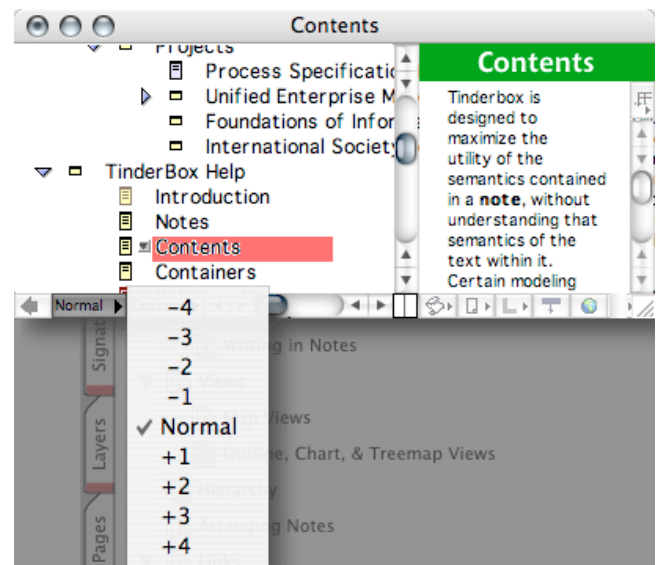 Contents
Projects
Process Specificatio
Unified Enterprise M
Foundations of Infor
International Society
TinderBox Help
Introduction
Notes
Contents
Containers
Contents
Tinderbox is
designed to
maximize the
utility of the
semantics contained
in a note, without
understanding that
semantics of the
text within it.
Certain modeling
Normal
-4
-3
-2
-1
Normal
+1
+2
+3
+4
Signat
Layers
Pages
Writing in Notes
Views
Map Views
Outline, Chart, & Treemap Views
Hierarchy
Arranging Notes
Links